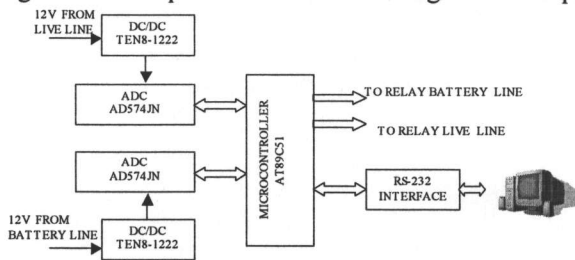 12V FROM
LIVE LINE
DC/DC
TEN8-1222
ADC
AD574JN
ADC
AD574JN
12V FROM
BATTERY LINE
DC/DC
TEN8-1222
MICROCONTROLLER
AT89C51
TO RELAY BATTERY LINE
TO RELAY LIVE LINE
RS-232
INTERFACE